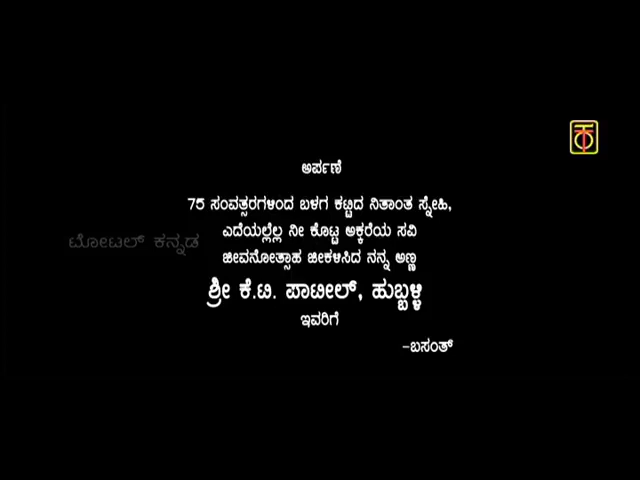 ಅರ್ಪಣೆ
75 ಸಂವತ್ಸರಗಳಿಂದ ಬಳಗ ಕಟ್ಟಿದ ನಿತಾಂತ ಸ್ನೇಹಿ,
ಎದೆಯಲ್ಲೆಲ್ಲ ನೀ ಕೊಟ್ಟ ಅಕ್ಕರೆಯ ಸವಿ
ಟೋಟಲ್ ಕನ್ನಡ
ಜೀವನೋತ್ಸಾಹ ಜೀಕಳಿಸಿದ ನನ್ನ ಅಣ್ಣ
ಶ್ರೀ ಕೆ.ಟಿ. ಪಾಟೀಲ್, ಹುಬ್ಬಳ್ಳಿ
ಇವರಿಗೆ
-ಬಸಂತ್